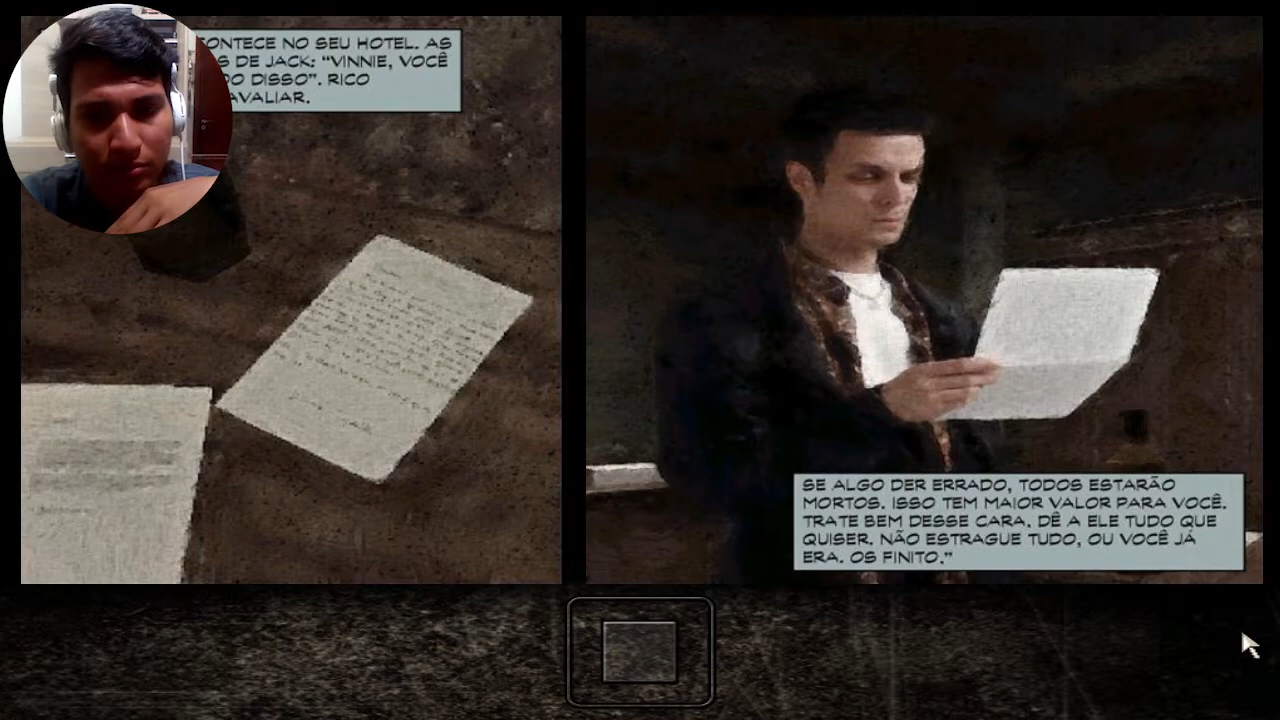 CONTECE NO SEU HOTEL. AS
S DE JACK: "VINNIE, VOCÊ
DO DISSO". RICO
AVALIAR.
SE ALGO DER ERRADO, TODOS ESTARÃO
MORTOS. ISSO TEM MAIOR VALOR PARA VOCÊ.
TRATE BEM DESSE CARA. DÊ A ELE TUDO QUE
QUISER. NÃO ESTRAGUE TUDO, OU VOCÊ JÁ
ERA. OS FINITO."